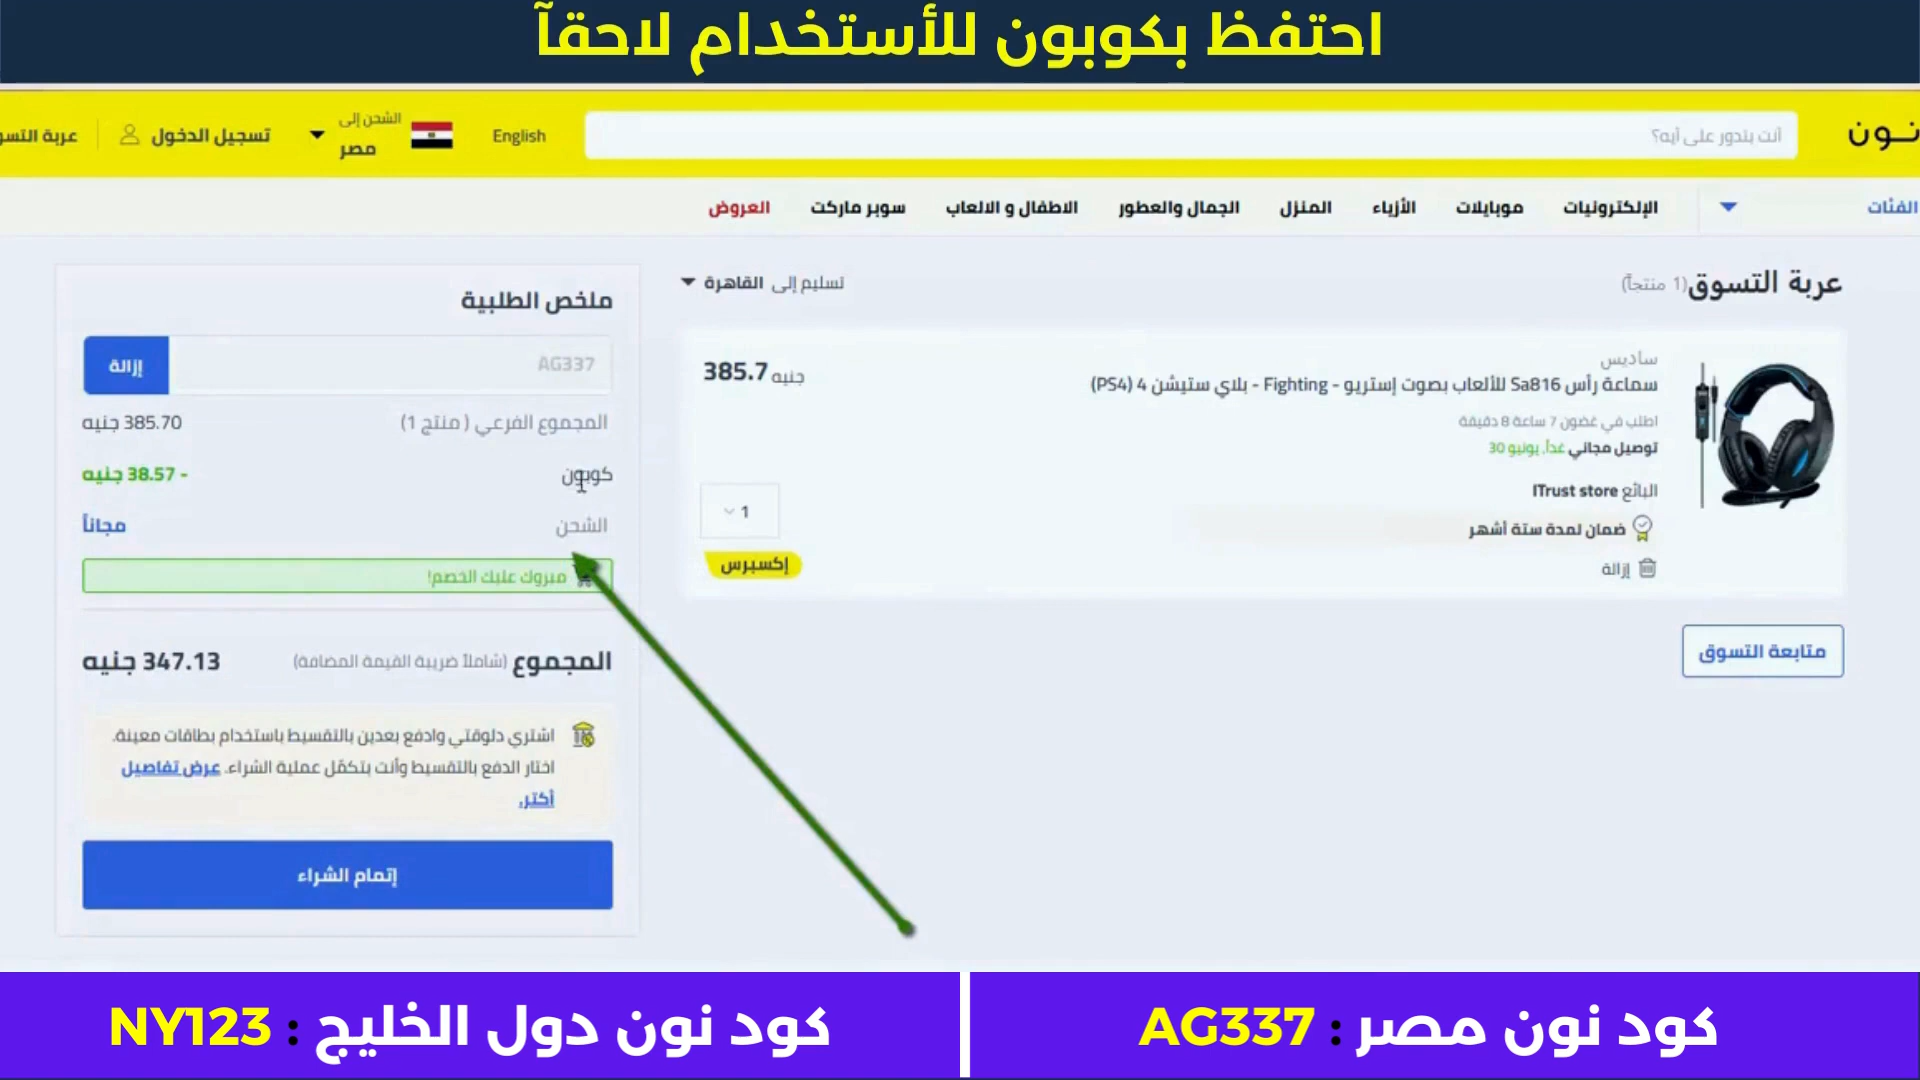 احتفظ بكوبون للأستخدام لاحقآ
نون
أنت بتدور على أيه؟
English
الشحن إلى
مصر
تسجيل الدخول
عربة التسو
الفئات
الإلكترونيات
موبايلات
الأزياء
المنزل
الجمال والعطور
الاطفال و الالعاب
سوبر ماركت
العروض
عربة التسوق (1 منتجاً)
تسليم إلى القاهرة
ساديس
سماعة رأس Sa816 للألعاب بصوت إستريو - Fighting - بلاي ستيشن 4 (PS4)
جنيه 385.7
اطلب في غضون 7 ساعة 8 دقيقة
توصيل مجاني غداً, يونيو 30
البائع ITrust store
ضمان لمدة ستة أشهر
إزالة
1
إكسبرس
متابعة التسوق
ملخص الطلبية
AG337
إزالة
المجموع الفرعي ( منتج 1)
385.70 جنيه
كوبون
- 38.57 جنيه
الشحن
مجاناً
مبروك عليك الخصم!
المجموع (شاملاً ضريبة القيمة المضافة)
347.13 جنيه
اشتري دلوقتي وادفع بعدين بالتقسيط باستخدام بطاقات معينة.
اختار الدفع بالتقسيط وأنت بتكمّل عملية الشراء. عرض تفاصيل
أكتر.
إتمام الشراء
كود نون مصر : AG337
كود نون دول الخليج : NY123